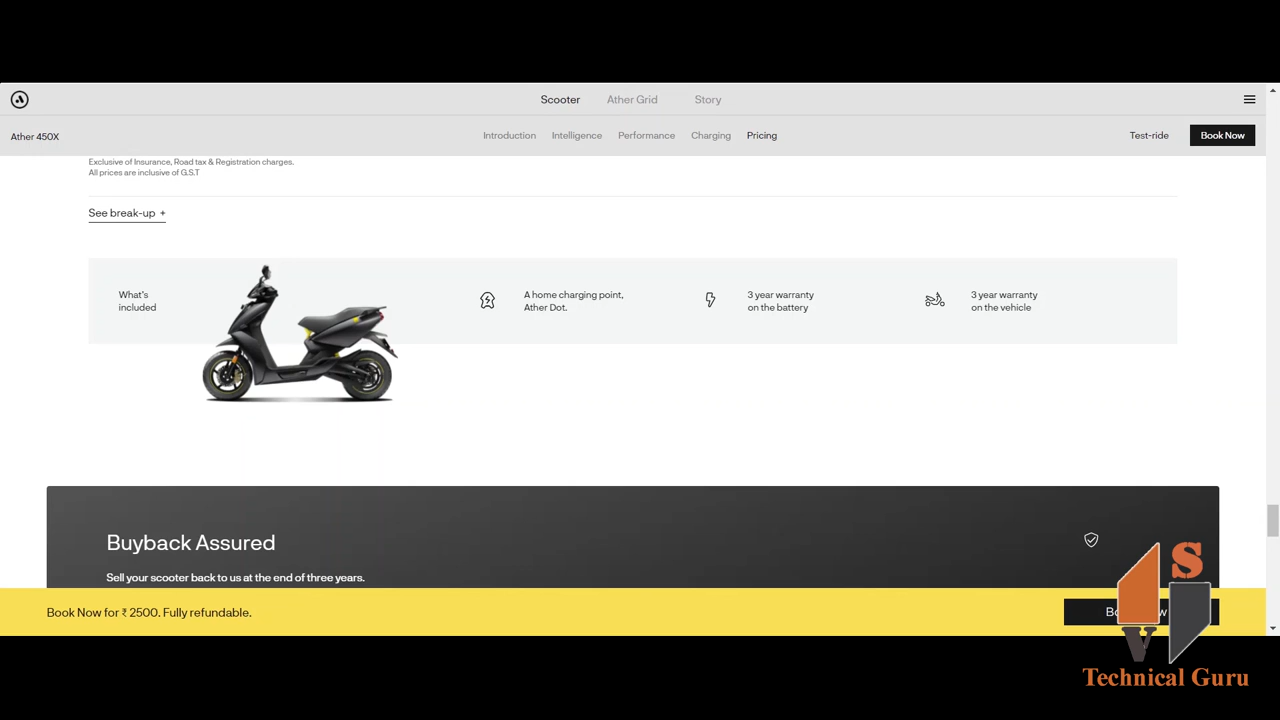 Scooter Ather Grid Story
Ather 450X Introduction Intelligence Performance Charging Pricing Test-ride Book Now
Exclusive of Insurance, Road tax & Registration charges.
All prices are inclusive of G.S.T
See break-up +
What's
included
A home charging point,
Ather Dot.
3 year warranty
on the battery
3 year warranty
on the vehicle
Buyback Assured
Sell your scooter back to us at the end of three years.
Book Now for ₹ 2500. Fully refundable.
S
V
Technical Guru